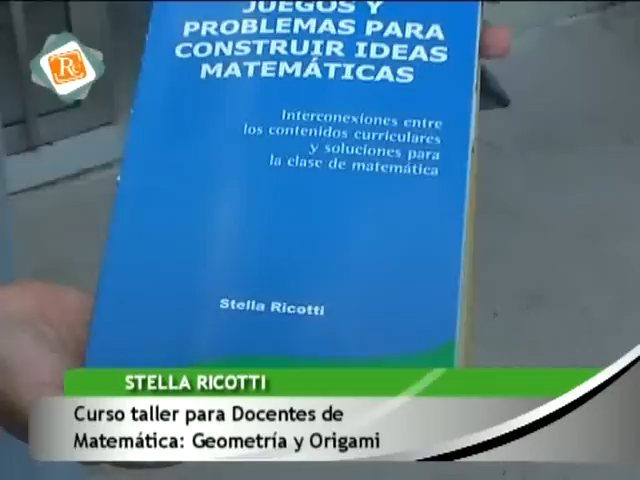 JUEGOS Y
PROBLEMAS PARA
CONSTRUIR IDEAS
MATEMÁTICAS
Interconexiones entre
los contenidos curriculares
y soluciones para
la clase de matemática
Stella Ricotti
STELLA RICOTTI
Curso taller para Docentes de
Matemática: Geometría y Origami